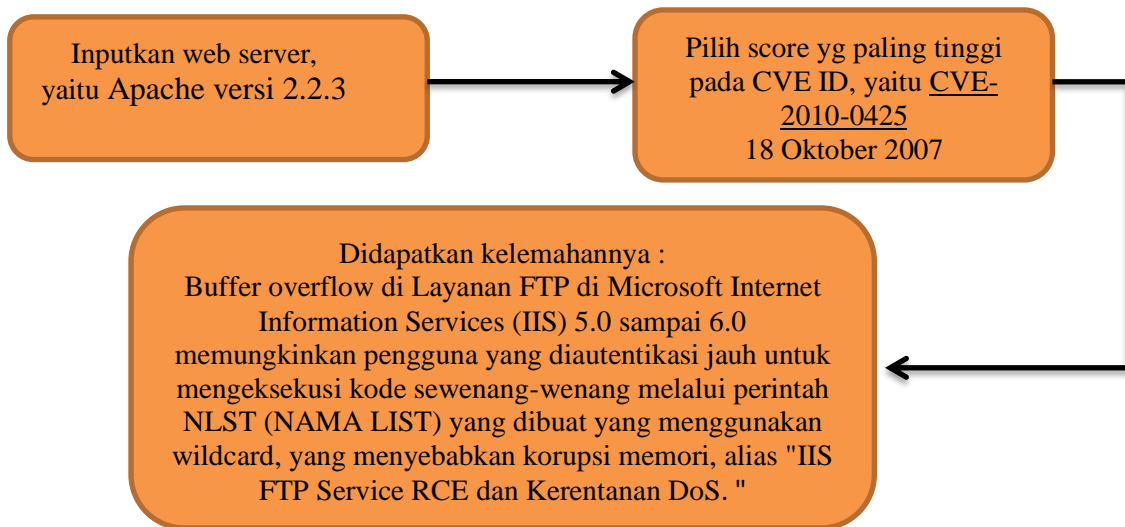 Inputkan web server,
yaitu Apache versi 2.2.3
Pilih score yg paling tinggi
pada CVE ID, yaitu CVE-
2010-0425
18 Oktober 2007
Didapatkan kelemahannya :
Buffer overflow di Layanan FTP di Microsoft Internet
Information Services (IIS) 5.0 sampai 6.0
memungkinkan pengguna yang diautentikasi jauh untuk
mengeksekusi kode sewenang-wenang melalui perintah
NLST (NAMA LIST) yang dibuat yang menggunakan
wildcard, yang menyebabkan korupsi memori, alias "IIS
FTP Service RCE dan Kerentanan DoS. "